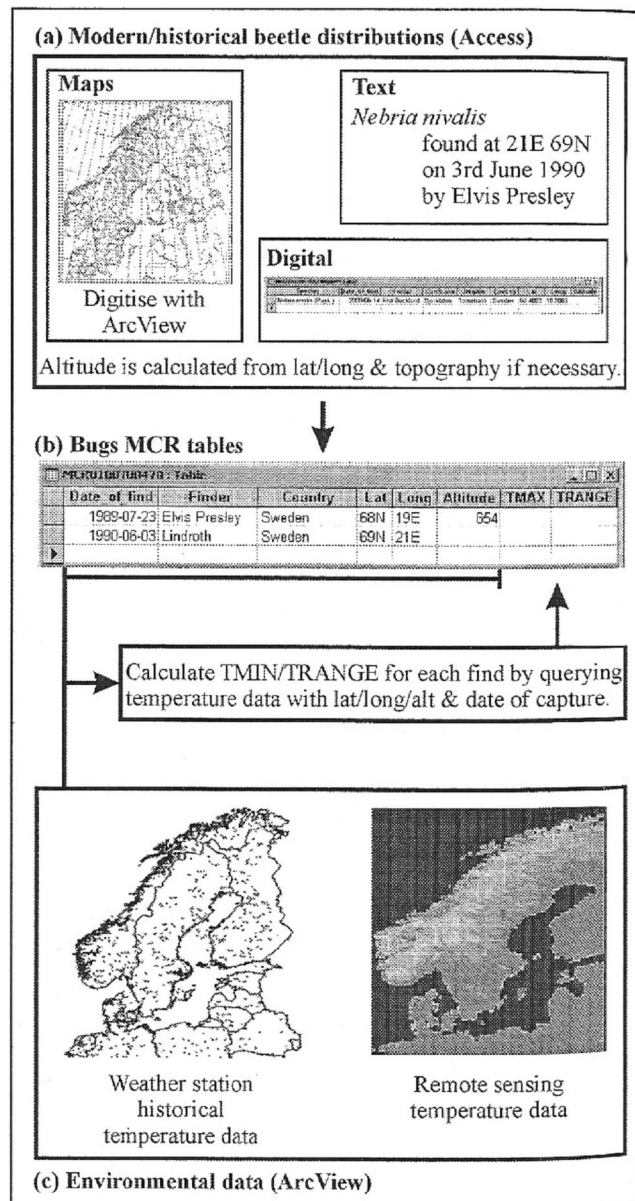 (a) Modern/historical beetle distributions (Access)
Maps
Digitise with
ArcView
Text
Nebria nivalis
found at 21E 69N
on 3rd June 1990
by Elvis Presley
Digital
Species
Altitude is calculated from lat/long & topography if necessary.
(b) Bugs MCR tables
Table
Date_of_find Finder Country Lat Long Altitude TMAX TRANGE
1989-07-23 Elvis Presley Sweden 68N 19E 654
1990-06-03 Lindroth Sweden 69N 21E
Calculate TMIN/TRANGE for each find by querying
temperature data with lat/long/alt & date of capture.
Weather station
historical
temperature data
Remote sensing
temperature data
(c) Environmental data (ArcView)